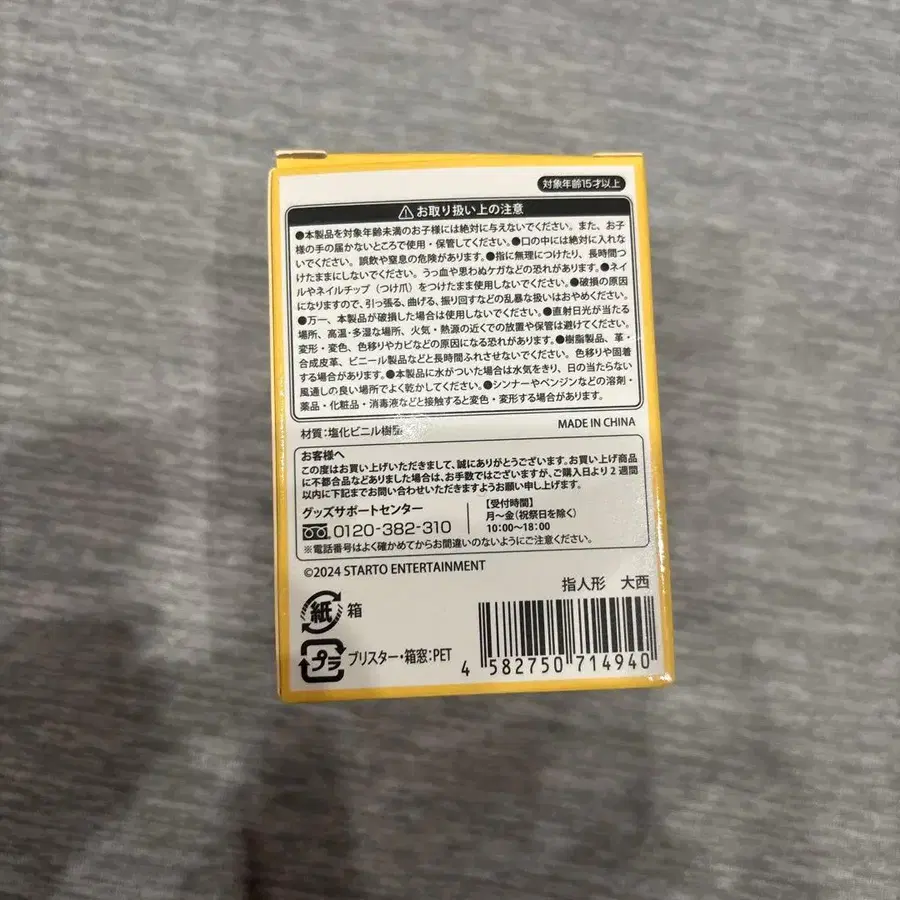 対象年齢15才以上
お取り扱い上の注意
●本製品を対象年齢未満のお子様には絶対に与えないでください。また、お子
様の手の届かないところで使用・保管してください。●口の中には絶対に入れな
いでください。誤飲や窒息の危険があります。●指に無理につけたり、長時間つ
けたままにしないでください。うっ血や思わぬケガなどの恐れがあります。●ネイ
ルやネイルチップ（つけ爪）をつけたまま使用しないでください。●破損の原因
になりますので、引っ張る、曲げる、振り回すなどの乱暴な扱いはおやめください。
●万一、本製品が破損した場合は使用しないでください。●直射日光が当たる
場所、高温・多湿な場所、火気・熱源の近くでの放置や保管は避けてください。
変形・変色、色移りやカビなどの原因になる恐れがあります。●樹脂製品、革・
合成皮革、ビニール製品などと長時間ふれさせないでください。色移りや固着
する場合があります。●本製品に水がついた場合は水気をきり、日の当たらない
風通しの良い場所でよく乾かしてください。●シンナーやベンジンなどの溶剤・
薬品・化粧品・消毒液などと接触すると変色・変形する場合があります。
材質：塩化ビニル樹脂
MADE IN CHINA
お客様へ
この度はお買い上げいただきまして、誠にありがとうございます。お買い上げ商品
に不都合品などありました場合は、お手数ではございますが、ご購入日より2週間
以内に下記までお問い合わせいただきますようお願い申し上げます。
グッズサポートセンター
0120-382-310
【受付時間】
月〜金（祝祭日を除く）
10:00〜18:00
※電話番号はよく確かめてからお間違いのないようにご注意ください。
©2024 STARTO ENTERTAINMENT
指人形 大西
紙 箱
プラ ブリスター・箱窓：PET
4 582750 714940